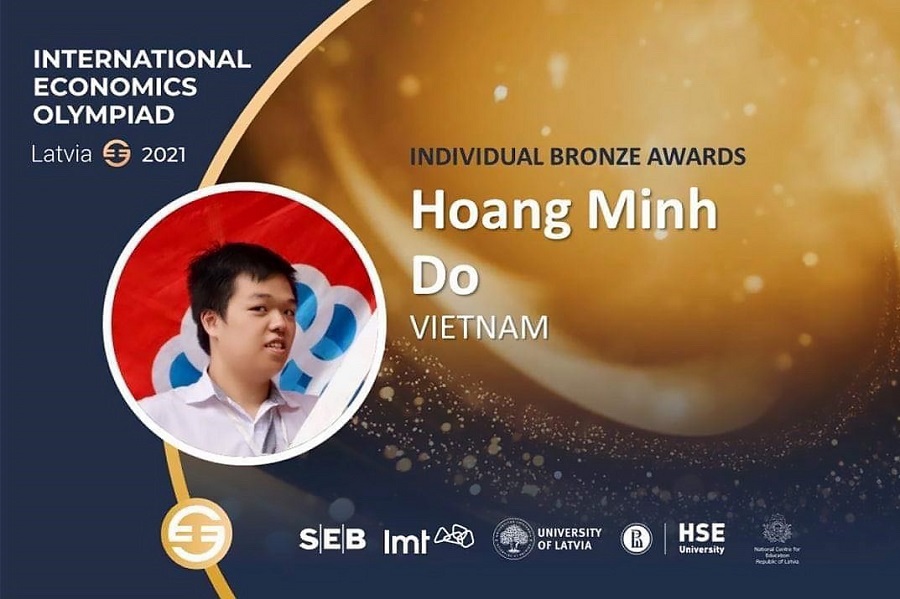 INTERNATIONAL
ECONOMICS
OLYMPIAD
Latvia 2021
INDIVIDUAL BRONZE AWARDS
Hoang Minh
Do
VIETNAM
SEB
lmt
UNIVERSITY
OF LATVIA
HSE
University
National Centre for
Education
Republic of Latvia